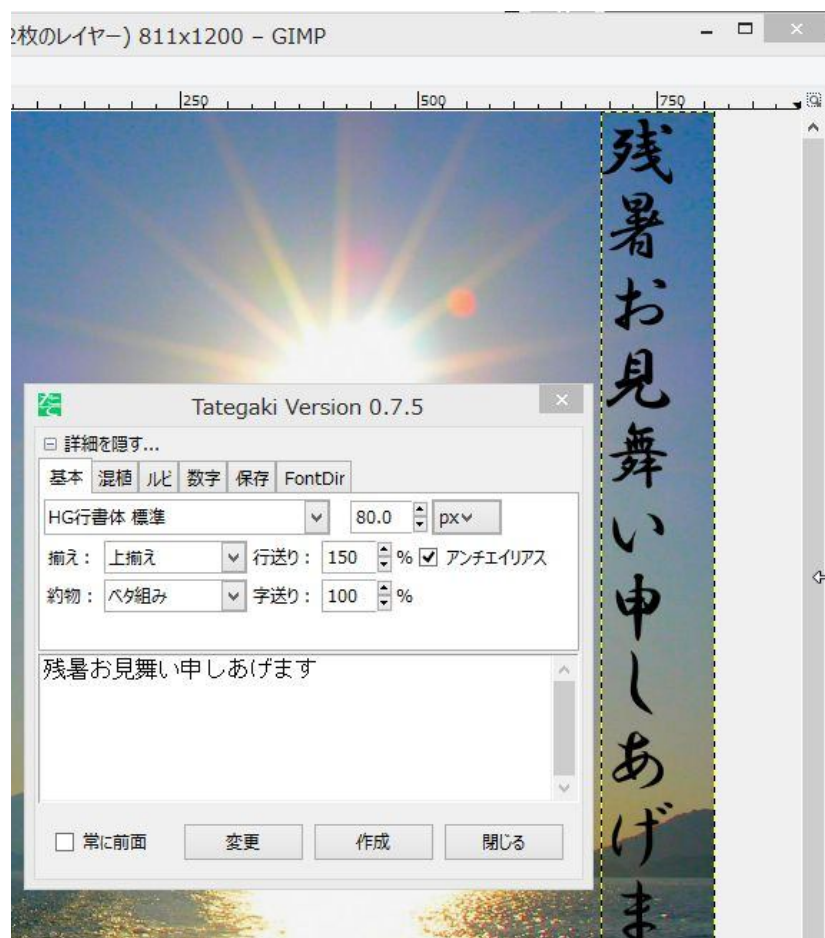 2枚のレイヤー) 811x1200 – GIMP
250 500 750
残暑お見舞い申しあげま
Tategaki Version 0.7.5
詳細を隠す...
基本 混植 ルビ 数字 保存 FontDir
HG行書体 標準 80.0 px
揃え： 上揃え 行送り： 150 % アンチエイリアス
約物： ベタ組み 字送り： 100 %
残暑お見舞い申しあげます
常に前面 変更 作成 閉じる